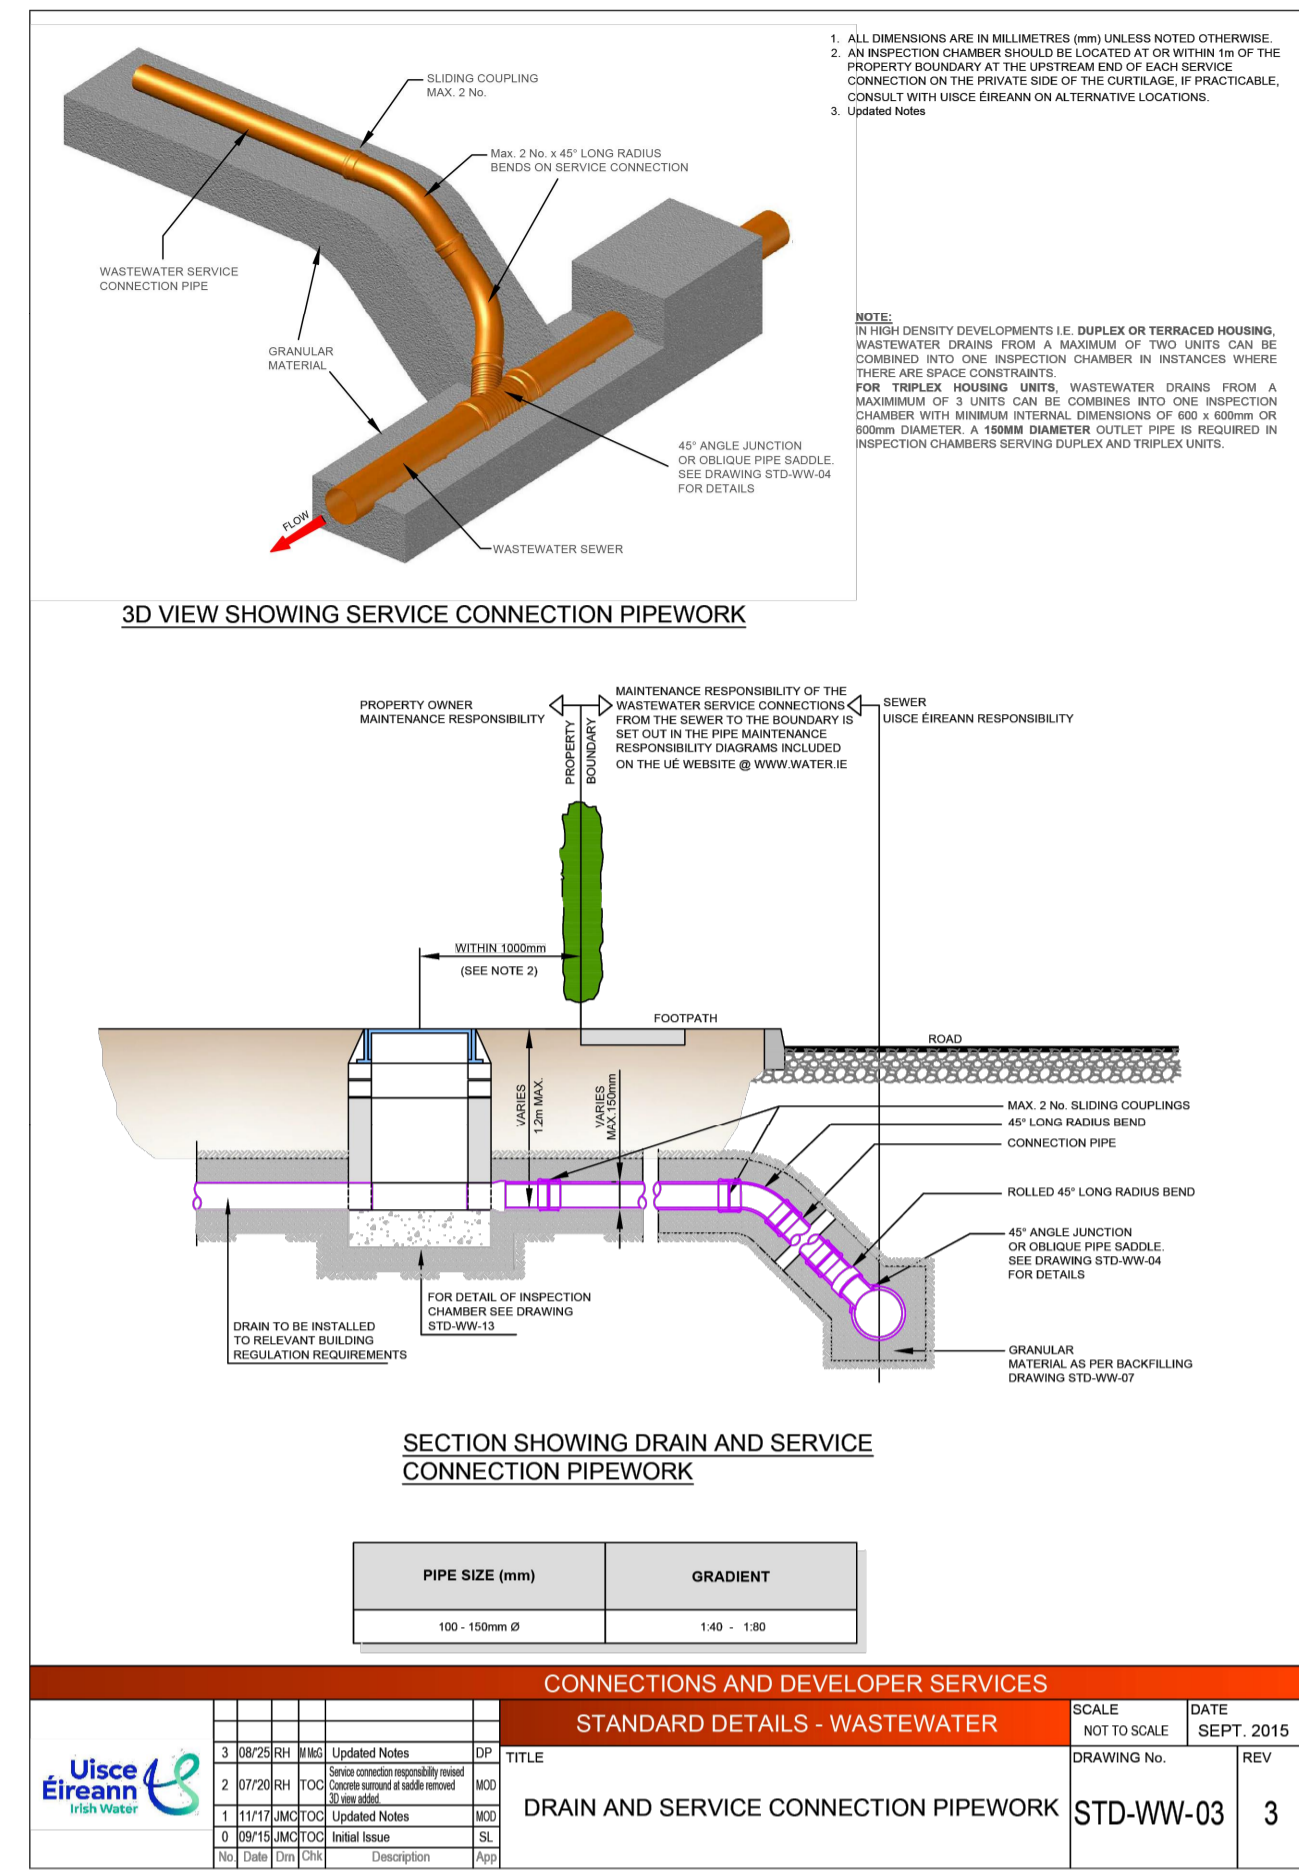 1. ALL DIMENSIONS ARE IN MILLIMETRES (mm) UNLESS NOTED OTHERWISE.
2. AN INSPECTION CHAMBER SHOULD BE LOCATED AT OR WITHIN 1m OF THE
PROPERTY BOUNDARY AT THE UPSTREAM END OF EACH SERVICE
CONNECTION ON THE PRIVATE SIDE OF THE CURTILAGE, IF PRACTICABLE,
CONSULT WITH UISCE ÉIREANN ON ALTERNATIVE LOCATIONS.
3. Updated Notes
SLIDING COUPLING
MAX. 2 No.
Max. 2 No. x 45° LONG RADIUS
BENDS ON SERVICE CONNECTION
WASTEWATER SERVICE
CONNECTION PIPE
GRANULAR
MATERIAL
45° ANGLE JUNCTION
OR OBLIQUE PIPE SADDLE.
SEE DRAWING STD-WW-04
FOR DETAILS
FLOW
WASTEWATER SEWER
NOTE:
IN HIGH DENSITY DEVELOPMENTS I.E. DUPLEX OR TERRACED HOUSING,
WASTEWATER DRAINS FROM A MAXIMUM OF TWO UNITS CAN BE
COMBINED INTO ONE INSPECTION CHAMBER IN INSTANCES WHERE
THERE ARE SPACE CONSTRAINTS.
FOR TRIPLEX HOUSING UNITS, WASTEWATER DRAINS FROM A
MAXIMIMUM OF 3 UNITS CAN BE COMBINES INTO ONE INSPECTION
CHAMBER WITH MINIMUM INTERNAL DIMENSIONS OF 600 x 600mm OR
600mm DIAMETER. A 150MM DIAMETER OUTLET PIPE IS REQUIRED IN
INSPECTION CHAMBERS SERVING DUPLEX AND TRIPLEX UNITS.
3D VIEW SHOWING SERVICE CONNECTION PIPEWORK
PROPERTY OWNER
MAINTENANCE RESPONSIBILITY
PROPERTY
BOUNDARY
MAINTENANCE RESPONSIBILITY OF THE
WASTEWATER SERVICE CONNECTIONS
FROM THE SEWER TO THE BOUNDARY IS
SET OUT IN THE PIPE MAINTENANCE
RESPONSIBILITY DIAGRAMS INCLUDED
ON THE UÉ WEBSITE @ WWW.WATER.IE
SEWER
UISCE ÉIREANN RESPONSIBILITY
WITHIN 1000mm
(SEE NOTE 2)
FOOTPATH
ROAD
VARIES
1.2m MAX.
VARIES
MAX.150mm
MAX. 2 No. SLIDING COUPLINGS
45° LONG RADIUS BEND
CONNECTION PIPE
ROLLED 45° LONG RADIUS BEND
45° ANGLE JUNCTION
OR OBLIQUE PIPE SADDLE.
SEE DRAWING STD-WW-04
FOR DETAILS
FOR DETAIL OF INSPECTION
CHAMBER SEE DRAWING
STD-WW-13
DRAIN TO BE INSTALLED
TO RELEVANT BUILDING
REGULATION REQUIREMENTS
GRANULAR
MATERIAL AS PER BACKFILLING
DRAWING STD-WW-07
SECTION SHOWING DRAIN AND SERVICE
CONNECTION PIPEWORK
PIPE SIZE (mm) GRADIENT
100 - 150mm Ø 1:40 - 1:80
CONNECTIONS AND DEVELOPER SERVICES
STANDARD DETAILS - WASTEWATER
SCALE
NOT TO SCALE
DATE
SEPT. 2015
Uisce
Éireann
Irish Water
3 08/'25 RH M McG Updated Notes DP
2 07/'20 RH TOC Service connection responsibility revised
Concrete surround at saddle removed
3D view added. MOD
1 11/'17 JMC TOC Updated Notes MOD
0 09/'15 JMC TOC Initial Issue SL
No. Date Drn Chk Description App
TITLE
DRAIN AND SERVICE CONNECTION PIPEWORK
DRAWING No.
STD-WW-03
REV
3